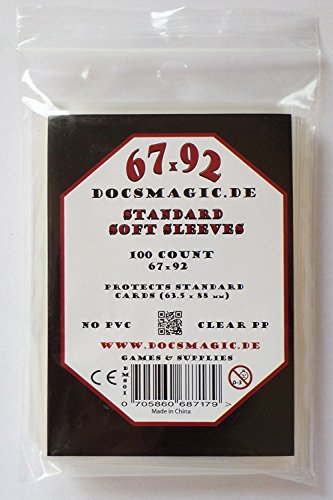 67x92
DOCSMAGIC.DE
STANDARD
SOFT SLEEVES
100 COUNT
67x92
PROTECTS STANDARD
CARDS (63.5 x 88 MM)
NO PVC CLEAR PP
WWW.DOCSMAGIC.DE
GAMES & SUPPLIES
CE
DM201
0-3
0 705860 687179 >
Made in China